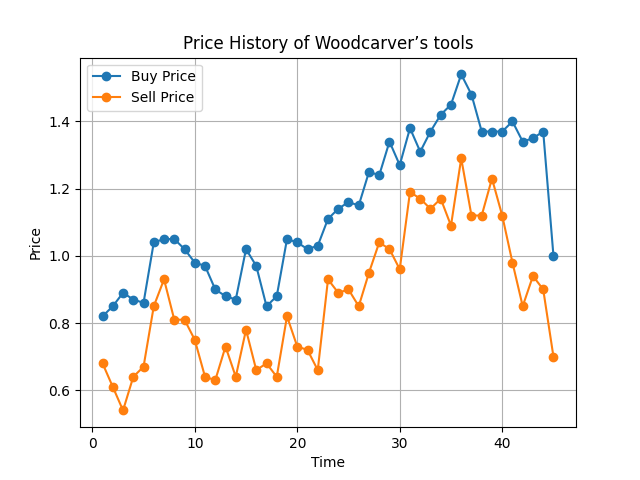 Price History of Woodcarver’s tools
Buy Price
Sell Price
Price
1.4
1.2
1.0
0.8
0.6
0
10
20
30
40
Time